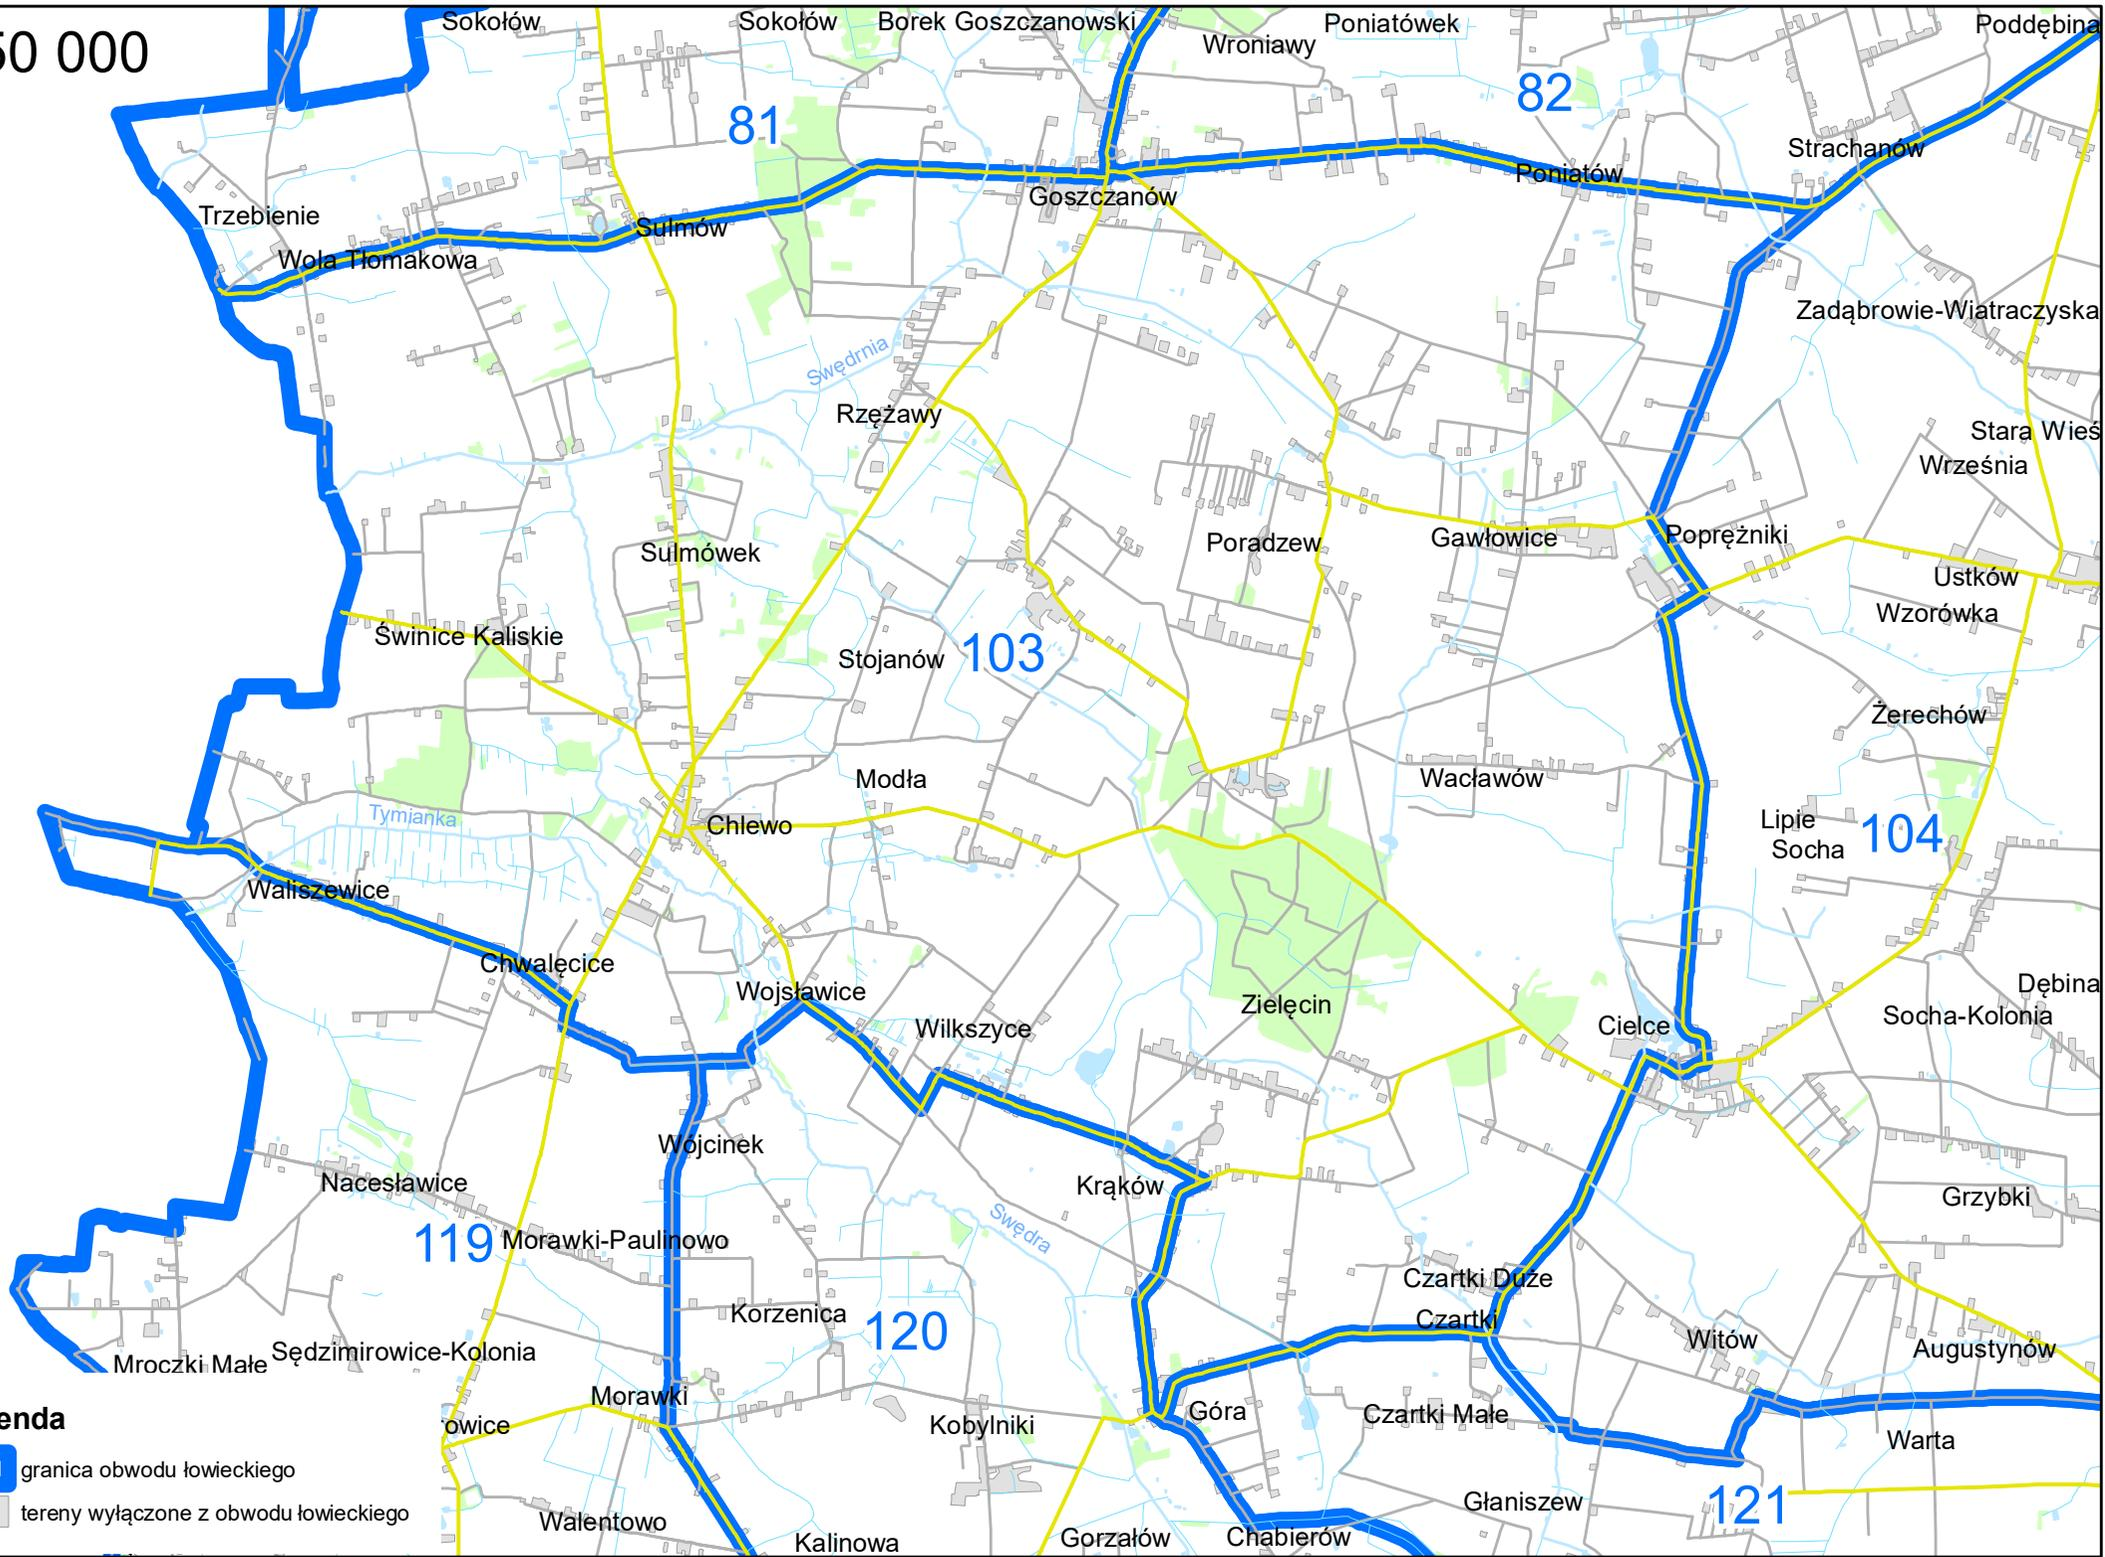 50 000
Sokołów
Sokołów
Borek Goszczanowski
Wroniawy
Poniatówek
Poddębina
81
82
Strachanów
Poniatów
Goszczanów
Trzebienie
Sulmów
Wola Tłomakowa
Zadąbrowie-Wiatraczyska
Swędrnia
Rzężawy
Stara Wieś
Września
Sulmówek
Poradzew
Gawłowice
Poprężniki
Ustków
Wzorówka
Świnice Kaliskie
Stojanów
103
Żerechów
Modła
Wacławów
Tymianka
Chlewo
Lipie
Socha
104
Waliszewice
Chwalęcice
Wojsławice
Wilkszyce
Zielęcin
Cielce
Dębina
Socha-Kolonia
Wójcinek
Nacesławice
Krąków
Grzybki
Swędra
119
Morawki-Paulinowo
Czartki Duże
Korzenica
120
Czartki
Witów
Augustynów
Mroczki Małe
Sędzimirowice-Kolonia
Morawki
owice
Kobylniki
Góra
Czartki Małe
Warta
enda
granica obwodu łowieckiego
tereny wyłączone z obwodu łowieckiego
Walentowo
Kalinowa
Gorzałów
Chabierów
Głaniszew
121